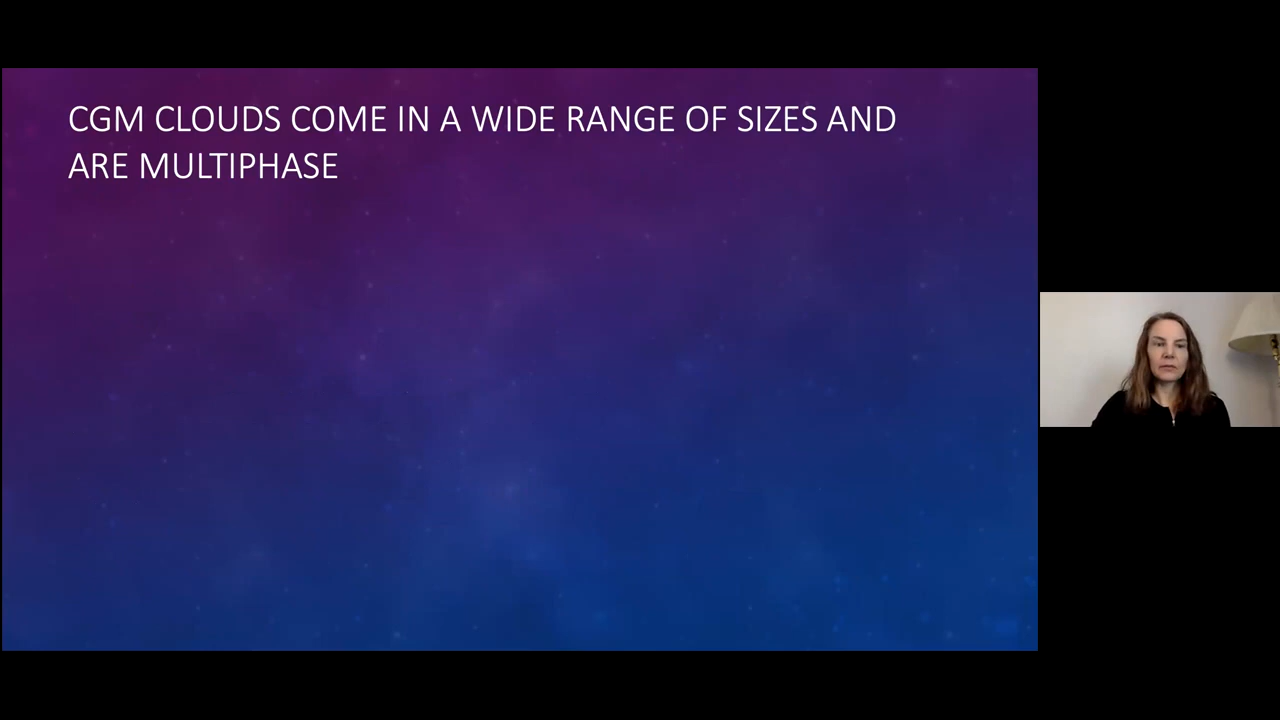 CGM CLOUDS COME IN A WIDE RANGE OF SIZES AND
ARE MULTIPHASE